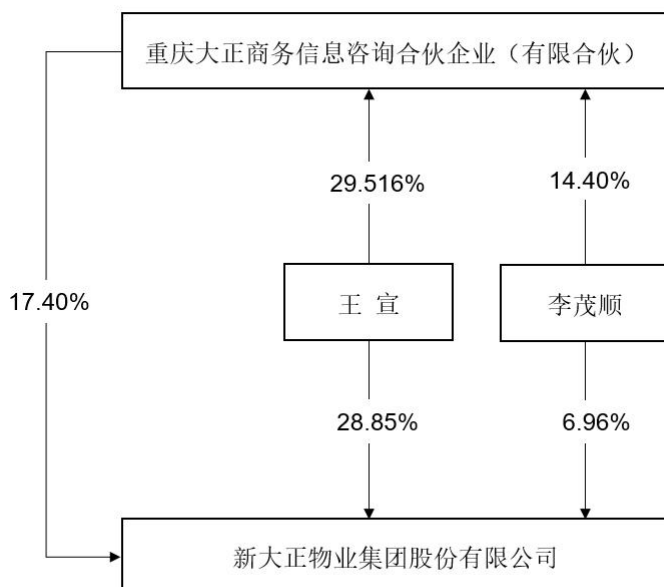 重庆大正商务信息咨询合伙企业（有限合伙）
29.516%
14.40%
17.40%
王 宣
李茂顺
28.85%
6.96%
新大正物业集团股份有限公司